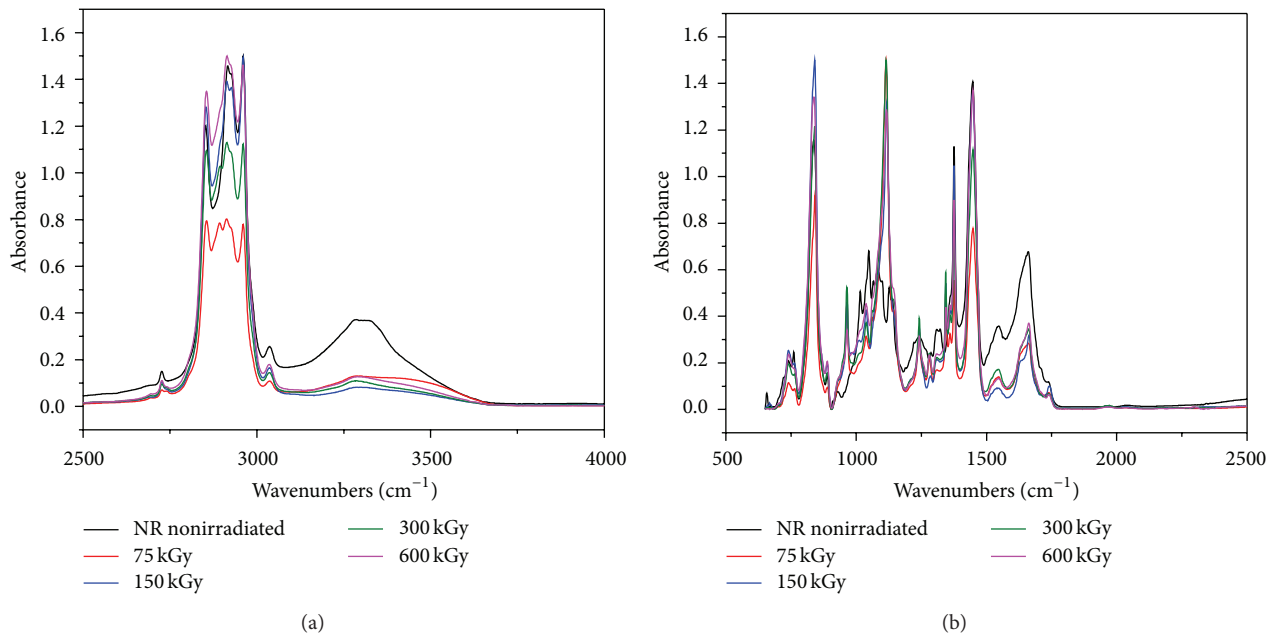 1.6
1.4
1.2
1.0
0.8
0.6
0.4
0.2
0.0
Absorbance
2500 3000 3500 4000
Wavenumbers (cm−1)
NR nonirradiated
75 kGy
150 kGy
300 kGy
600 kGy
(a)
1.6
1.4
1.2
1.0
0.8
0.6
0.4
0.2
0.0
Absorbance
500 1000 1500 2000 2500
Wavenumbers (cm−1)
NR nonirradiated
75 kGy
150 kGy
300 kGy
600 kGy
(b)